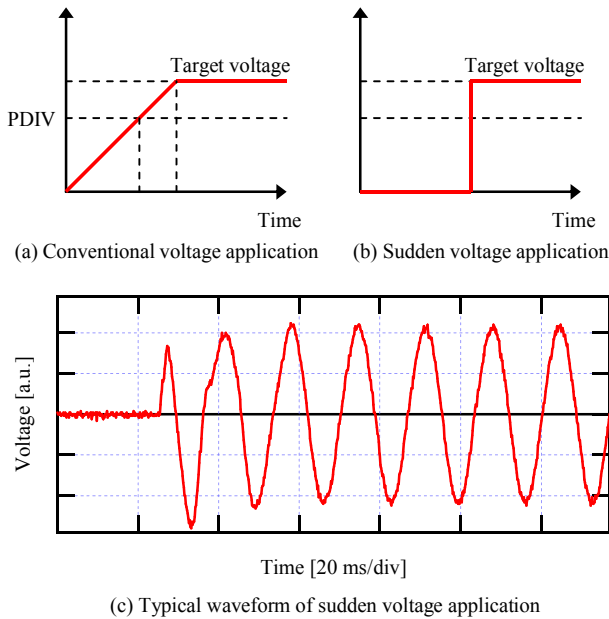 Target voltage
PDIV
Time
(a) Conventional voltage application
Target voltage
Time
(b) Sudden voltage application
Voltage [a.u.]
Time [20 ms/div]
(c) Typical waveform of sudden voltage application